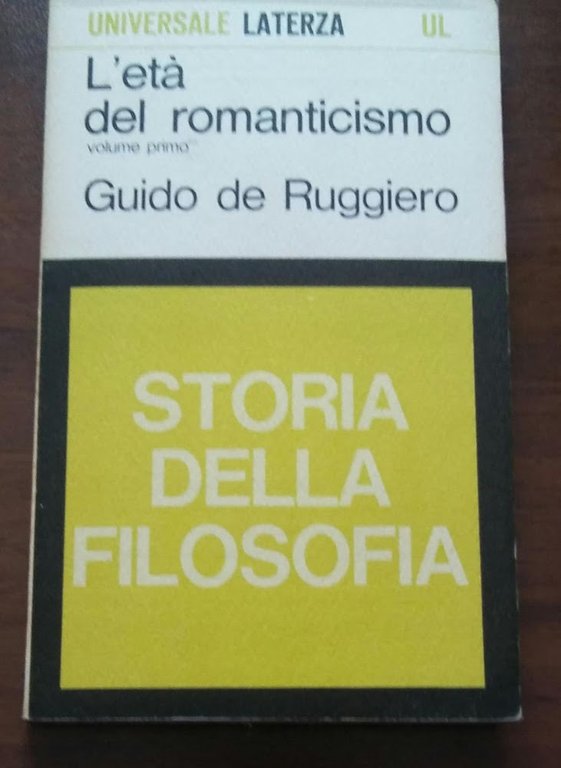 UNIVERSALE LATERZA UL
L'età
del romanticismo
volume primo
Guido de Ruggiero
STORIA
DELLA
FILOSOFIA